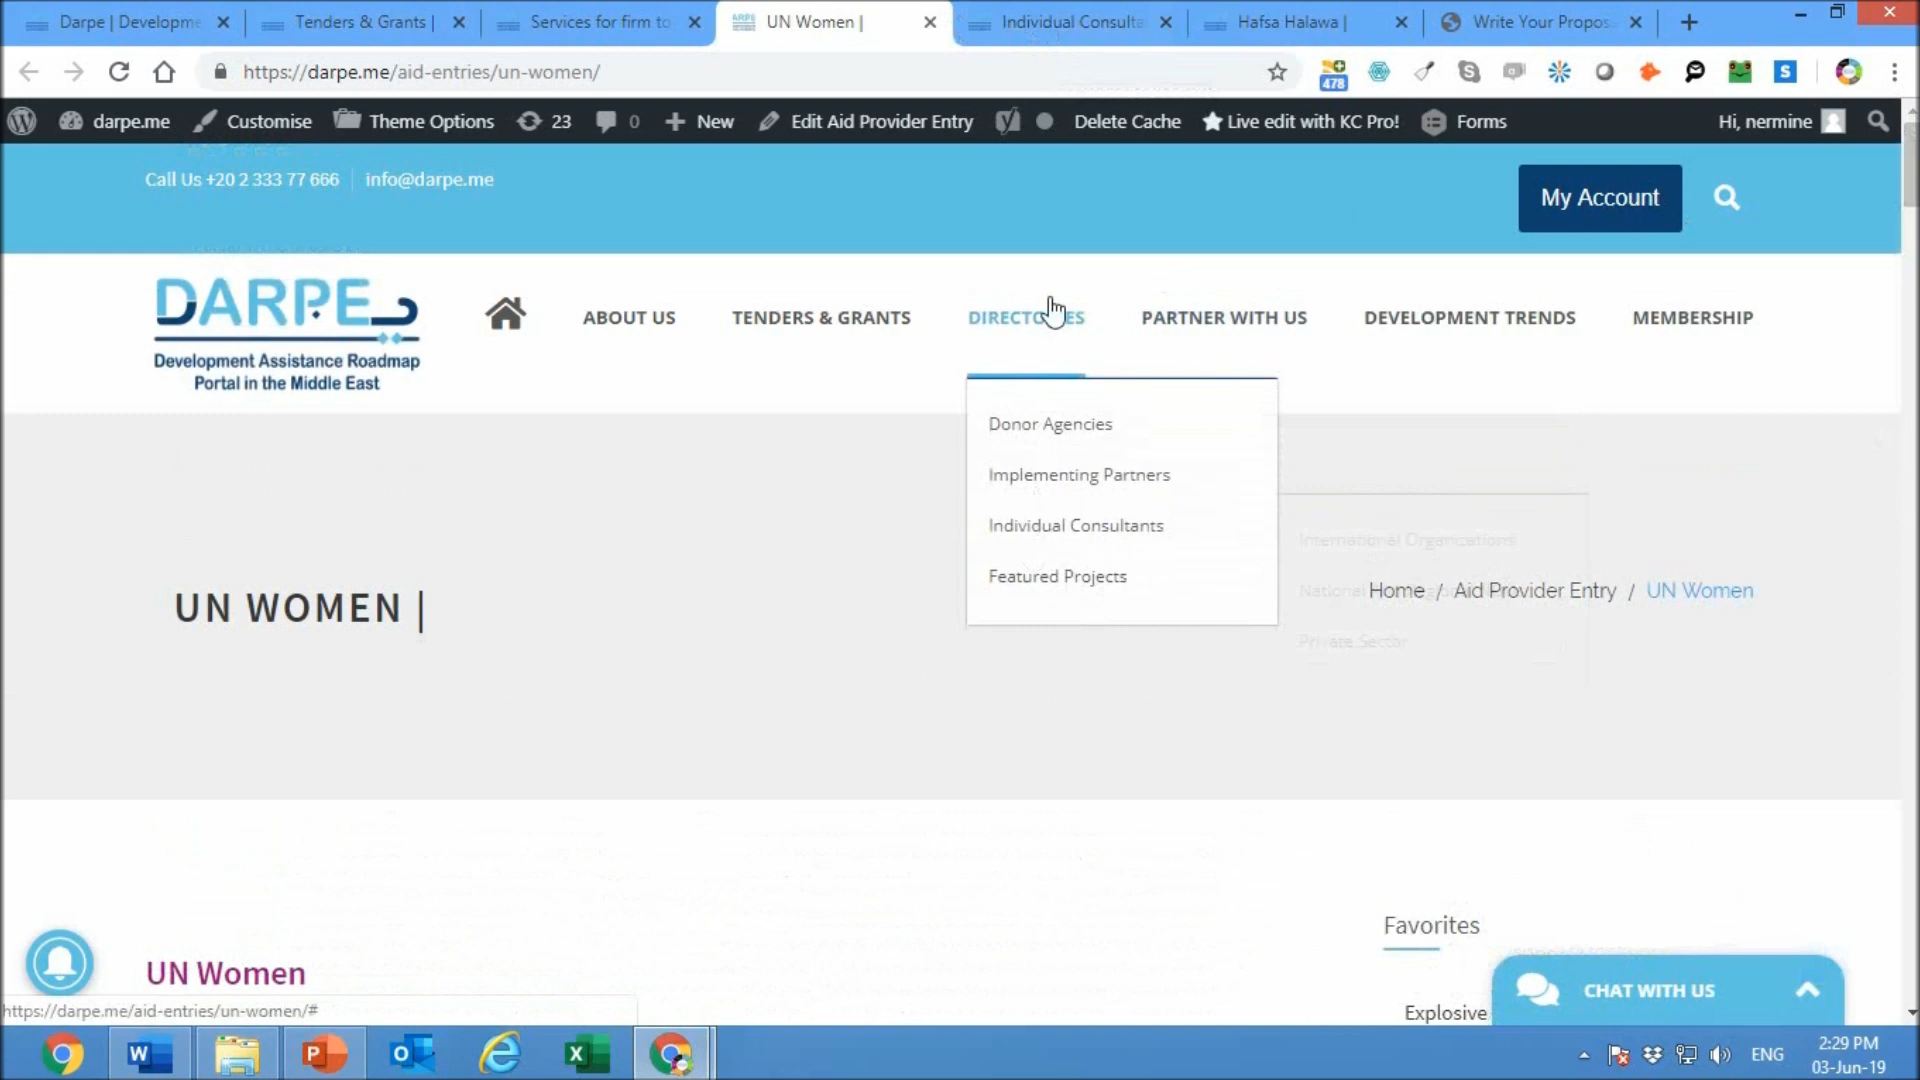 Darpe | Developme
Tenders & Grants |
Services for firm to
UN Women |
Individual Consulta
Hafsa Halawa |
Write Your Propos
https://darpe.me/aid-entries/un-women/
478
darpe.me
Customise
Theme Options
23
0
New
Edit Aid Provider Entry
Delete Cache
Live edit with KC Pro!
Forms
Hi, nermine
Call Us +20 2 333 77 666
info@darpe.me
My Account
DARPE
Development Assistance Roadmap
Portal in the Middle East
ABOUT US
TENDERS & GRANTS
DIRECTORIES
PARTNER WITH US
DEVELOPMENT TRENDS
MEMBERSHIP
Donor Agencies
Implementing Partners
Individual Consultants
Featured Projects
International Organizations
National
Private Sector
UN WOMEN |
Home / Aid Provider Entry / UN Women
Favorites
UN Women
Explosive
CHAT WITH US
https://darpe.me/aid-entries/un-women/#
ENG
2:29 PM
03-Jun-19